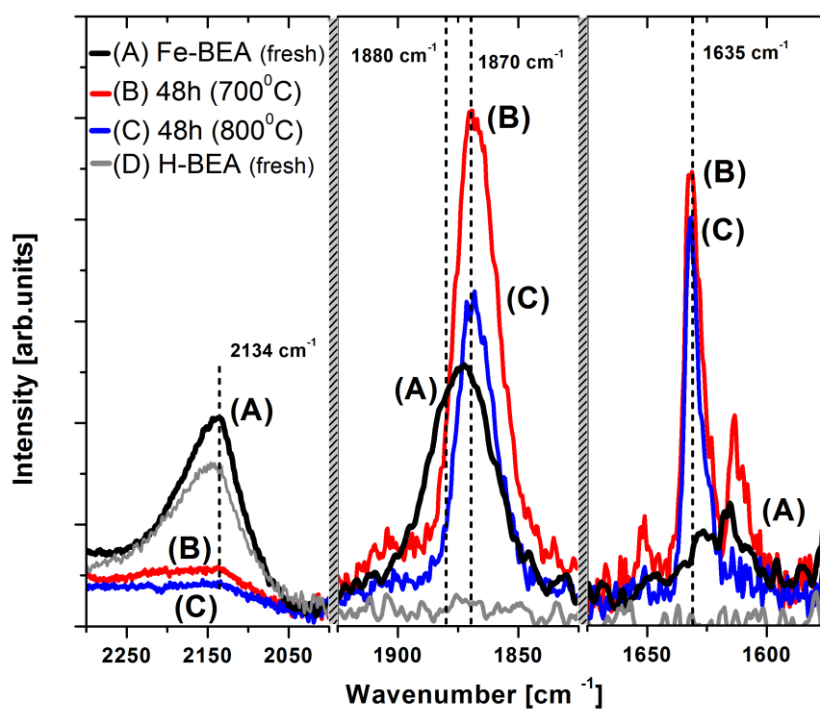 (A) Fe-BEA (fresh)
(B) 48h (700⁰C)
(C) 48h (800⁰C)
(D) H-BEA (fresh)
1880 cm⁻¹
1870 cm⁻¹
1635 cm⁻¹
(B)
(B)
(C)
(C)
2134 cm⁻¹
(A)
(A)
(B)
(A)
(C)
Intensity [arb.units]
2250
2150
2050
1900
1850
1650
1600
Wavenumber [cm ⁻¹]